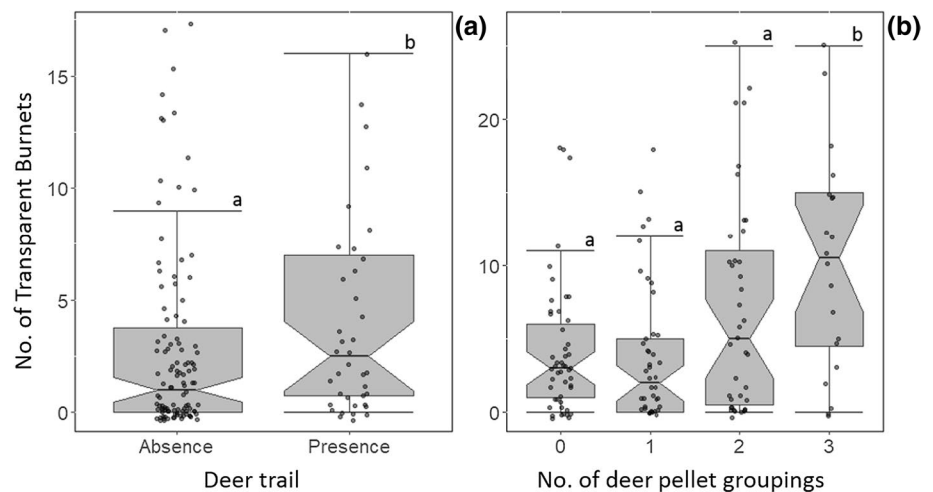 (a)
No. of Transparent Burnets
15
10
5
0
a
b
Absence
Presence
Deer trail
(b)
20
10
0
a
a
a
b
0
1
2
3
No. of deer pellet groupings